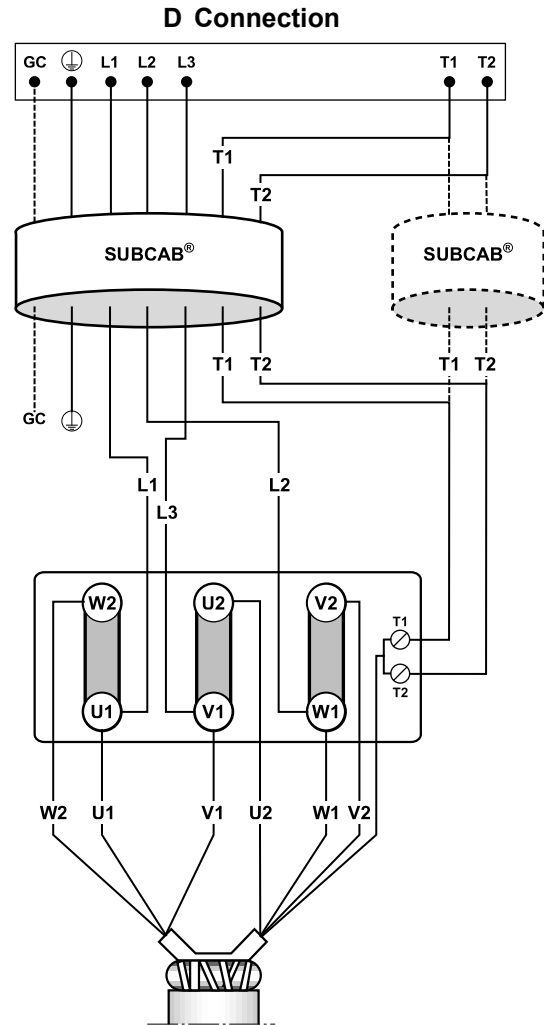 D Connection
GC L1 L2 L3 T1 T2
T1
T2
SUBCAB® SUBCAB®
T1 T2 T1 T2
GC
L1 L2
L3
W2 U2 V2
T1
T2
U1 V1 W1
W2 U1 V1 U2 W1 V2